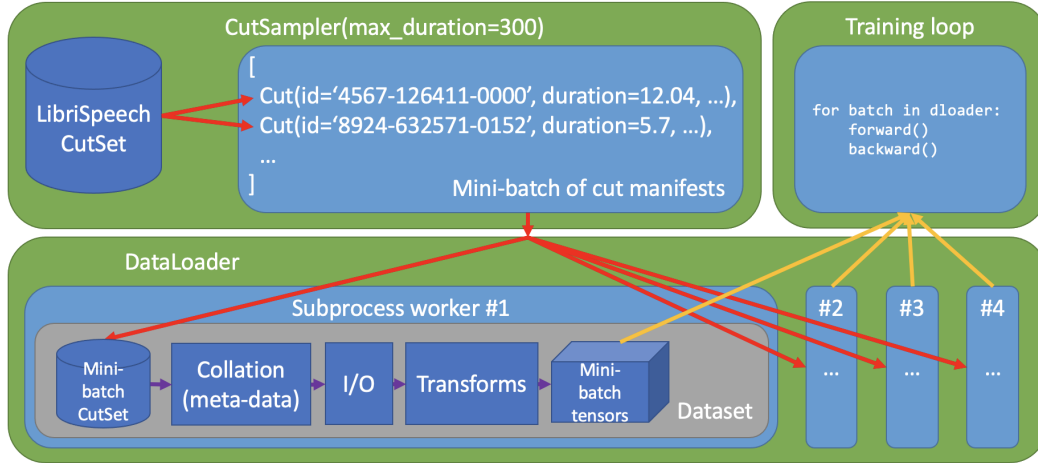 CutSampler(max_duration=300)
LibriSpeech
CutSet
[
Cut(id=‘4567-126411-0000’, duration=12.04, …),
Cut(id=‘8924-632571-0152’, duration=5.7, …),
…
]
Mini-batch of cut manifests
Training loop
for batch in dloader:
forward()
backward()
DataLoader
Subprocess worker #1
Mini-
batch
CutSet
Collation
(meta-data)
I/O
Transforms
Mini-
batch
tensors
Dataset
#2
…
#3
…
#4
…